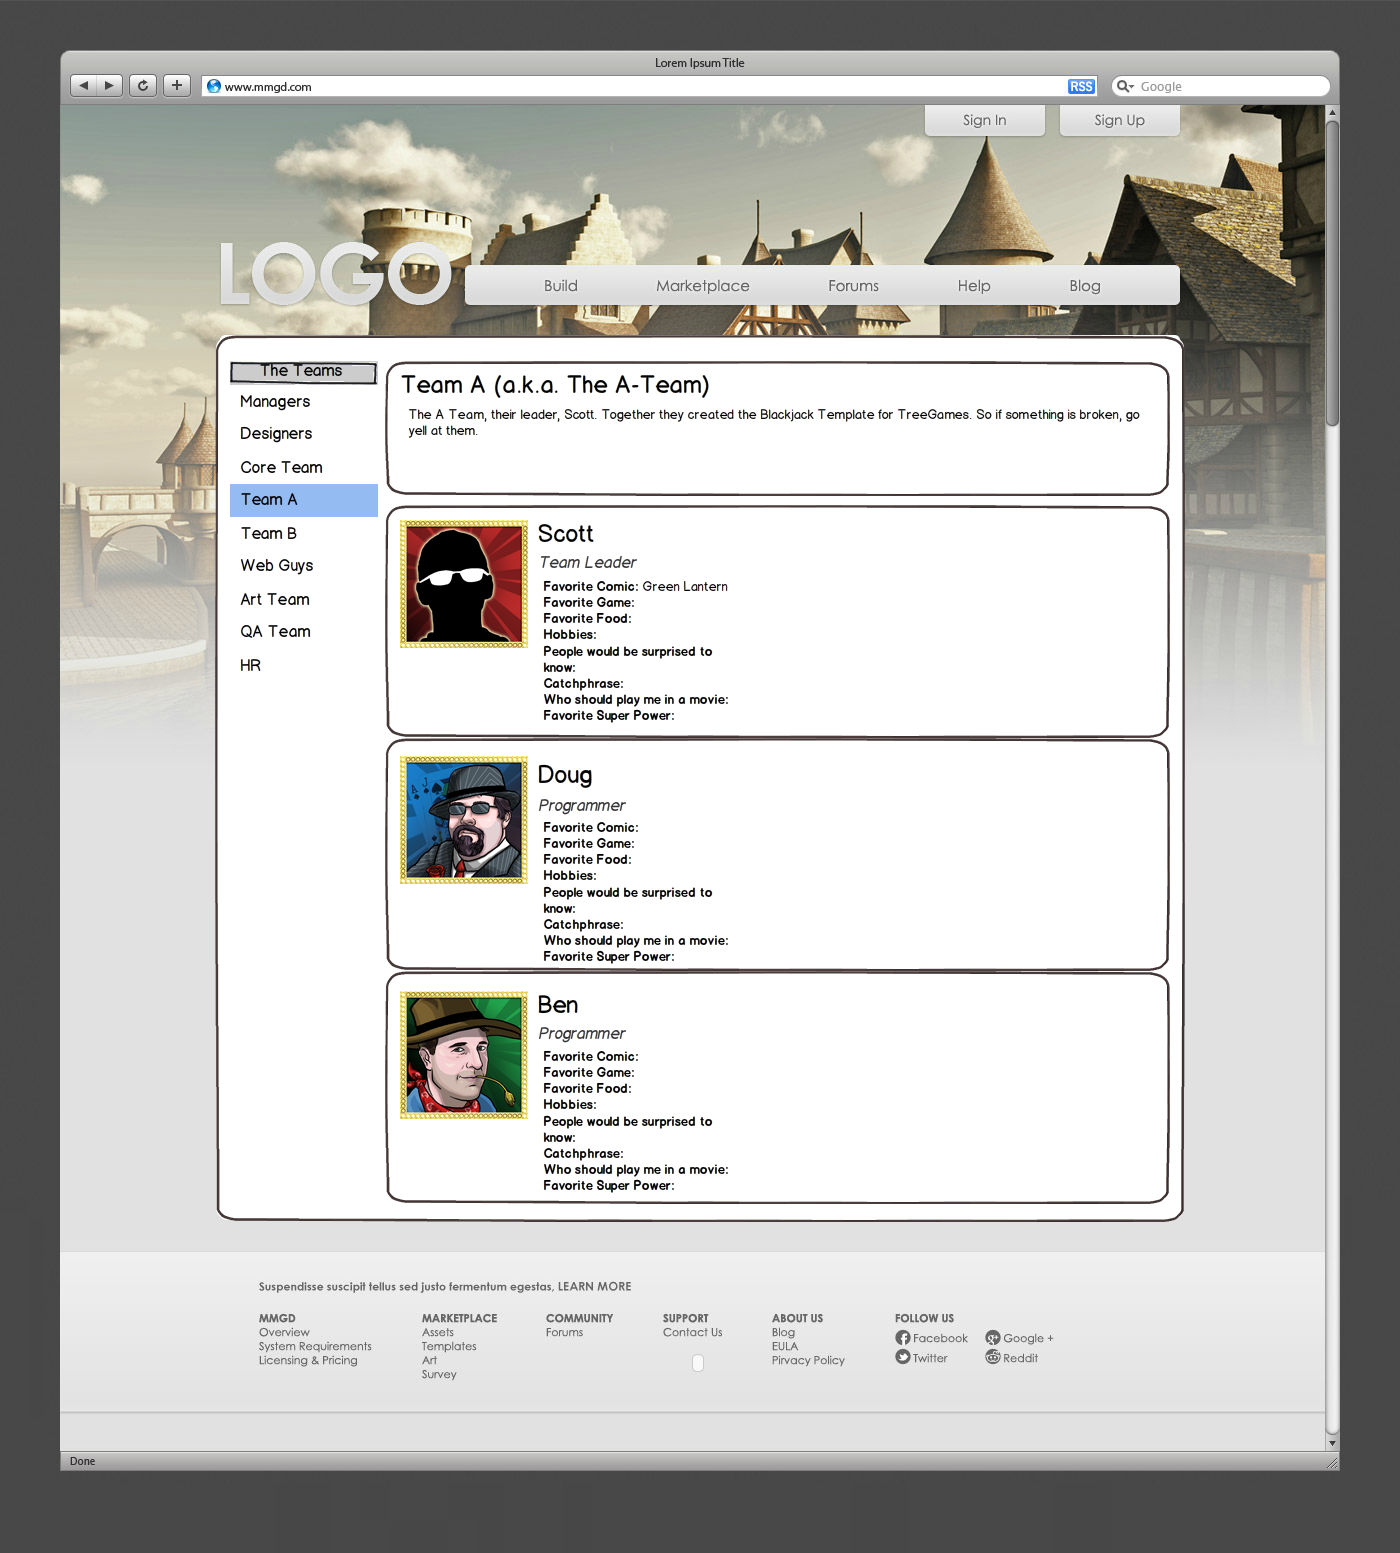 Lorem Ipsum Title
www.mmgd.com
RSS
Google
Sign In
Sign Up
LOGO
Build
Marketplace
Forums
Help
Blog
The Teams
Managers
Designers
Core Team
Team A
Team B
Web Guys
Art Team
QA Team
HR
Team A (a.k.a. The A-Team)
The A Team, their leader, Scott. Together they created the Blackjack Template for TreeGames. So if something is broken, go
yell at them.
Scott
Team Leader
Favorite Comic: Green Lantern
Favorite Game:
Favorite Food:
Hobbies:
People would be surprised to
know:
Catchphrase:
Who should play me in a movie:
Favorite Super Power:
A J
Doug
Programmer
Favorite Comic:
Favorite Game:
Favorite Food:
Hobbies:
People would be surprised to
know:
Catchphrase:
Who should play me in a movie:
Favorite Super Power:
Ben
Programmer
Favorite Comic:
Favorite Game:
Favorite Food:
Hobbies:
People would be surprised to
know:
Catchphrase:
Who should play me in a movie:
Favorite Super Power:
Suspendisse suscipit tellus sed justo fermentum egestas, LEARN MORE
MMGD
Overview
System Requirements
Licensing & Pricing
MARKETPLACE
Assets
Templates
Art
Survey
COMMUNITY
Forums
SUPPORT
Contact Us
ABOUT US
Blog
EULA
Pirvacy Policy
FOLLOW US
Facebook
Google +
Twitter
Reddit
Done